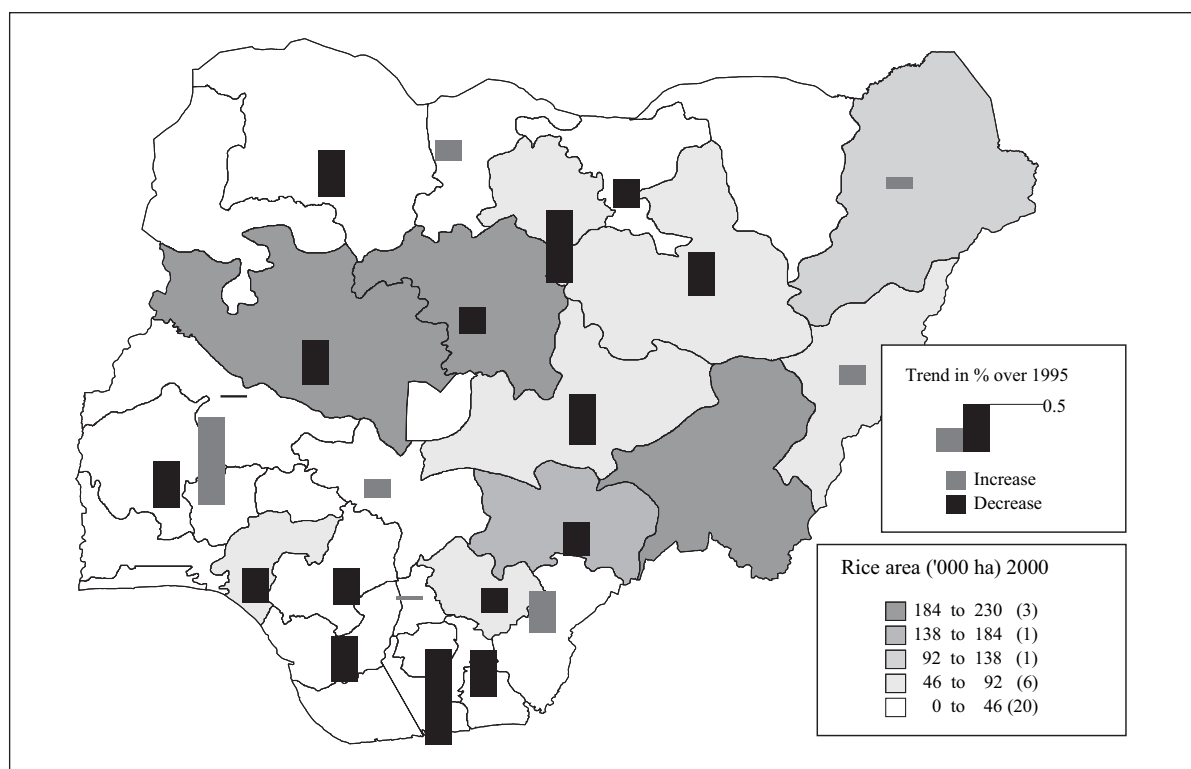 Trend in % over 1995
0.5
Increase
Decrease
Rice area ('000 ha) 2000
184 to 230 (3)
138 to 184 (1)
92 to 138 (1)
46 to 92 (6)
0 to 46 (20)